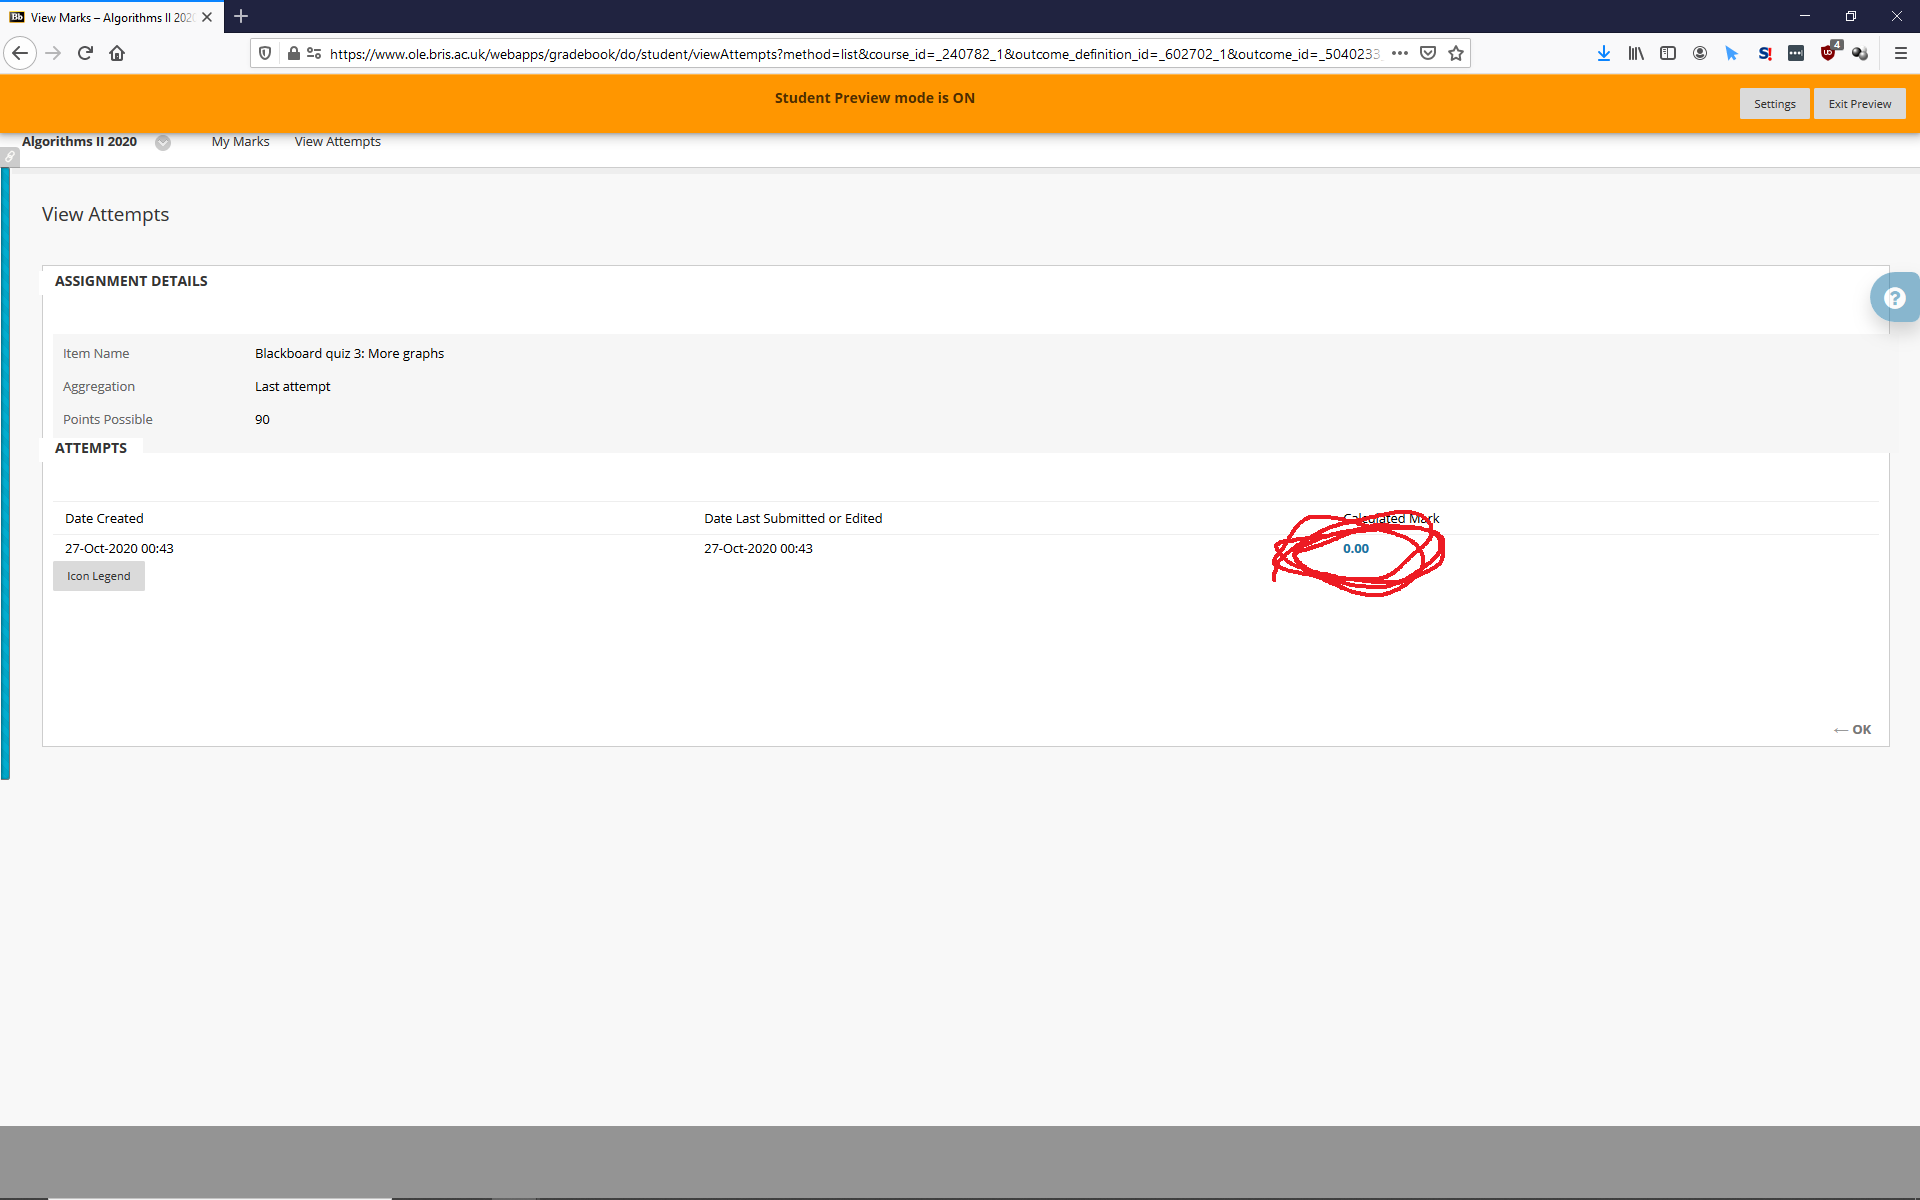 View Marks – Algorithms II 202
https://www.ole.bris.ac.uk/webapps/gradebook/do/student/viewAttempts?method=list&course_id=_240782_1&outcome_definition_id=_602702_1&outcome_id=_5040233
4
Student Preview mode is ON
Settings
Exit Preview
Algorithms II 2020
My Marks
View Attempts
View Attempts
ASSIGNMENT DETAILS
Item Name Blackboard quiz 3: More graphs
Aggregation Last attempt
Points Possible 90
ATTEMPTS
Date Created Date Last Submitted or Edited Calculated Mark
27-Oct-2020 00:43 27-Oct-2020 00:43 0.00
Icon Legend
← OK